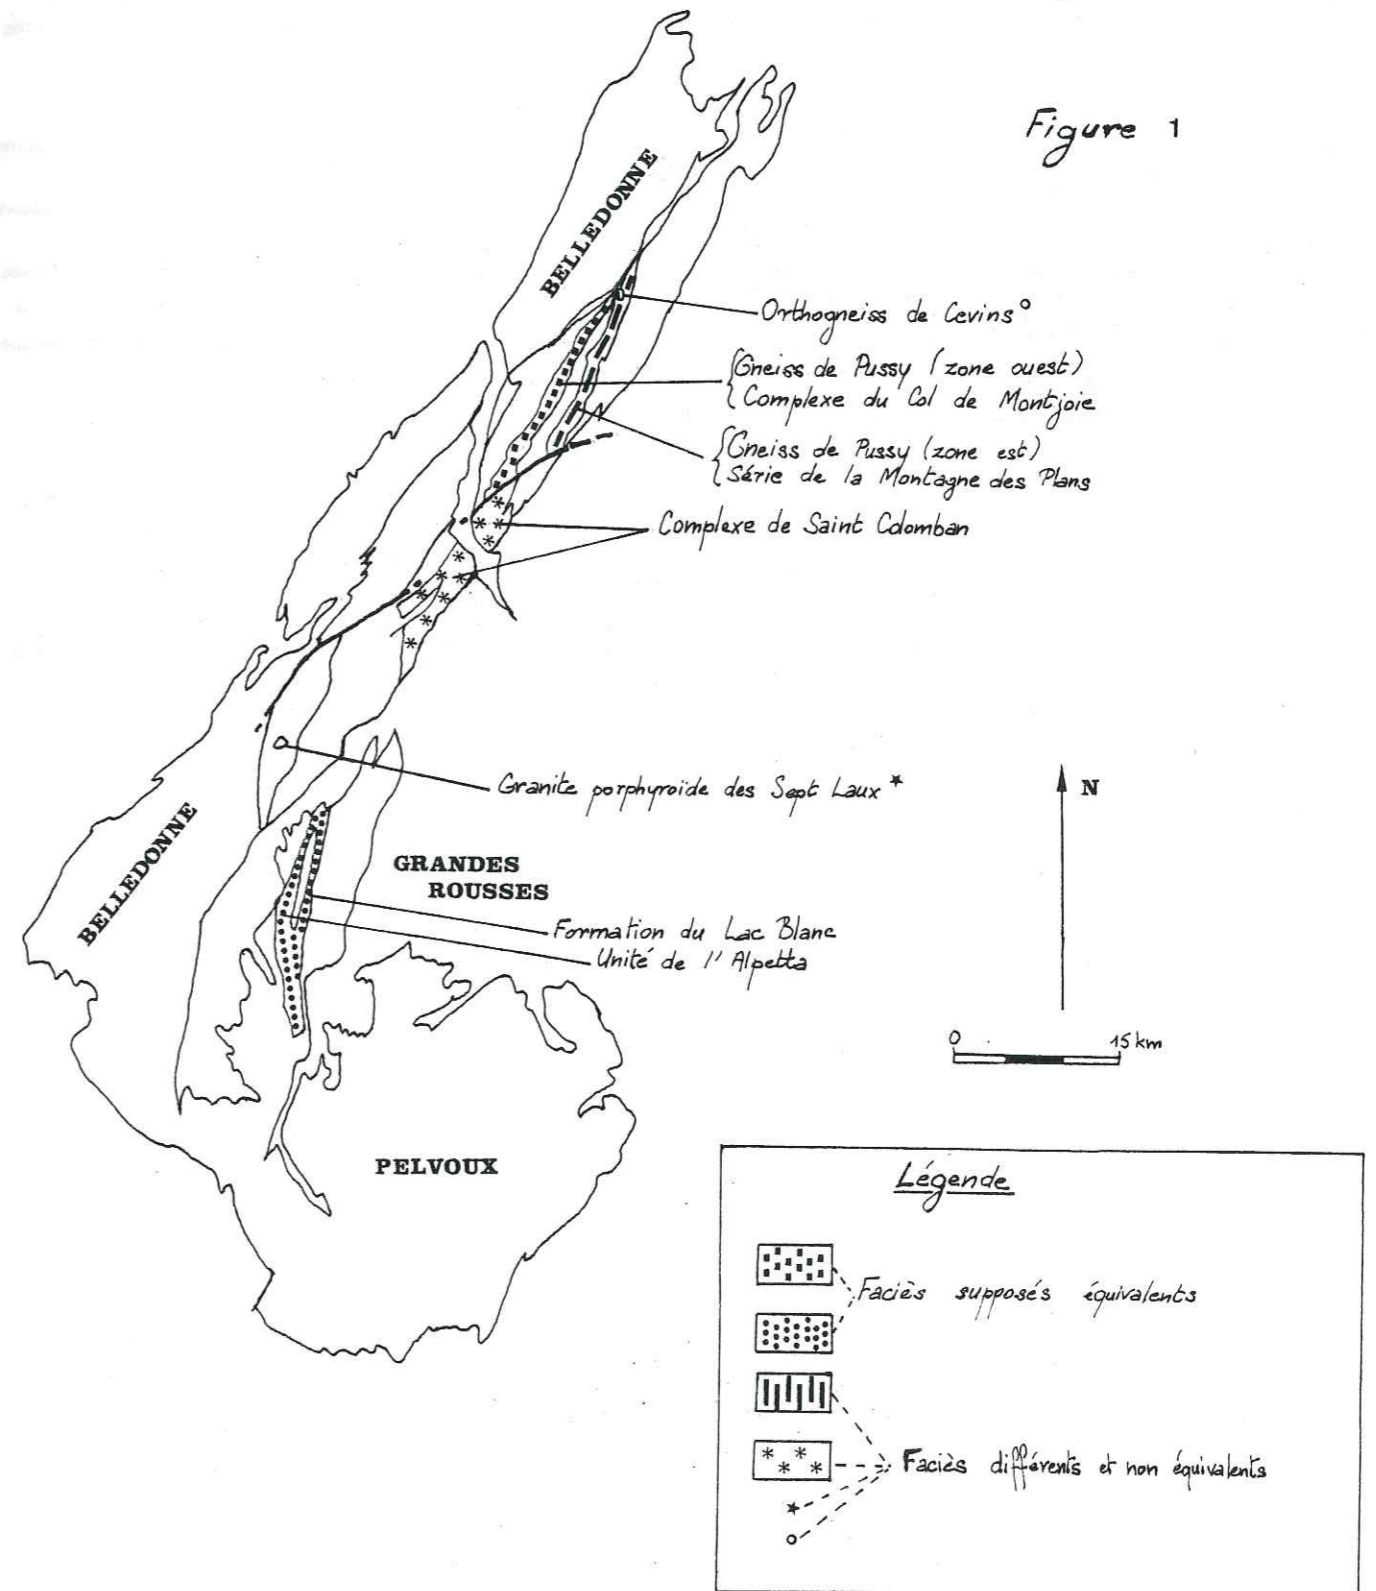 Figure 1
BELLEDONNE
Orthogneiss de Cevins°
Gneiss de Pussy (zone ouest)
Complexe du Col de Montjoie
Gneiss de Pussy (zone est)
Série de la Montagne des Plans
Complexe de Saint Colomban
Granite porphyroïde des Sept Laux *
N
BELLEDONNE
GRANDES
ROUSSES
Formation du Lac Blanc
Unité de l'Alpetta
0 15 km
PELVOUX
Légende
Faciès supposés équivalents
Faciès différents et non équivalents